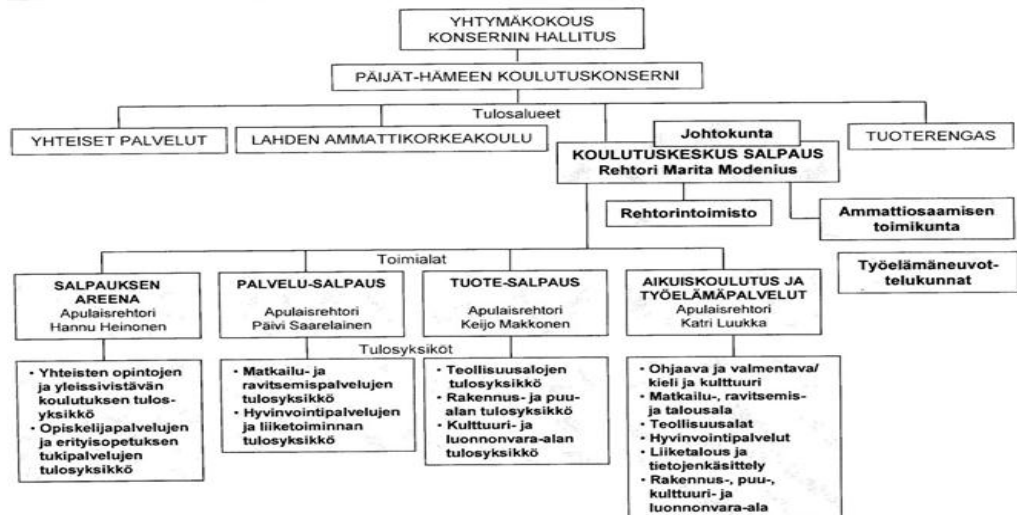 YHTYMÄKOKOUS
KONSERNIN HALLITUS
PÄIJÄT-HÄMEEN KOULUTUSKONSERNI
Tulosalueet
YHTEISET PALVELUT
LAHDEN AMMATTIKORKEAKOULU
Johtokunta
KOULUTUSKESKUS SALPAUS
Rehtori Marita Modenius
TUOTERENGAS
Rehtorintoimisto
Ammattiosaamisen
toimikunta
Työelämäneuvot-
telukunnat
Toimialat
SALPAUKSEN
AREENA
Apulaisrehtori
Hannu Heinonen
PALVELU-SALPAUS
Apulaisrehtori
Päivi Saarelainen
TUOTE-SALPAUS
Apulaisrehtori
Keijo Makkonen
AIKUISKOULUTUS JA
TYÖELÄMÄPALVELUT
Apulaisrehtori
Katri Luukka
Tulosyksiköt
• Yhteisten opintojen
ja yleissivistävän
koulutuksen tulos-
yksikkö
• Opiskelijapalvelujen
ja erityisopetuksen
tukipalvelujen
tulosyksikkö
• Matkailu- ja
ravitsemispalvelujen
tulosyksikkö
• Hyvinvointipalvelujen
ja liiketoiminnan
tulosyksikkö
• Teollisuusalojen
tulosyksikkö
• Rakennus- ja puu-
alan tulosyksikkö
• Kulttuuri- ja
luonnonvara-alan
tulosyksikkö
• Ohjaava ja valmentava/
kieli ja kulttuuri
• Matkailu-, ravitsemis-
ja talousala
• Teollisuusalat
• Hyvinvointipalvelut
• Liiketalous ja
tietojenkäsittely
• Rakennus-, puu-,
kulttuuri- ja
luonnonvara-ala